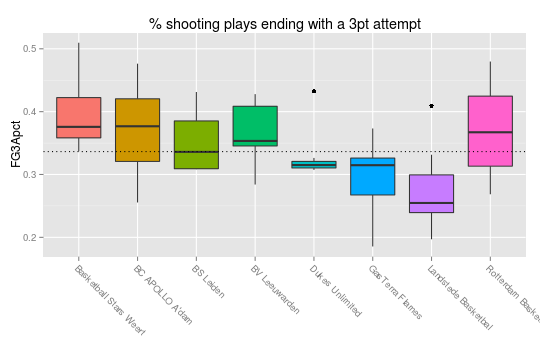 % shooting plays ending with a 3pt attempt
FG3Apct
0.5
0.4
0.3
0.2
Basketball Stars Weert
BC APOLLO A'dam
BS Leiden
BV Leeuwarden
Dukes Unlimited
GasTerra Flames
Landstede Basketbal
Rotterdam Baske